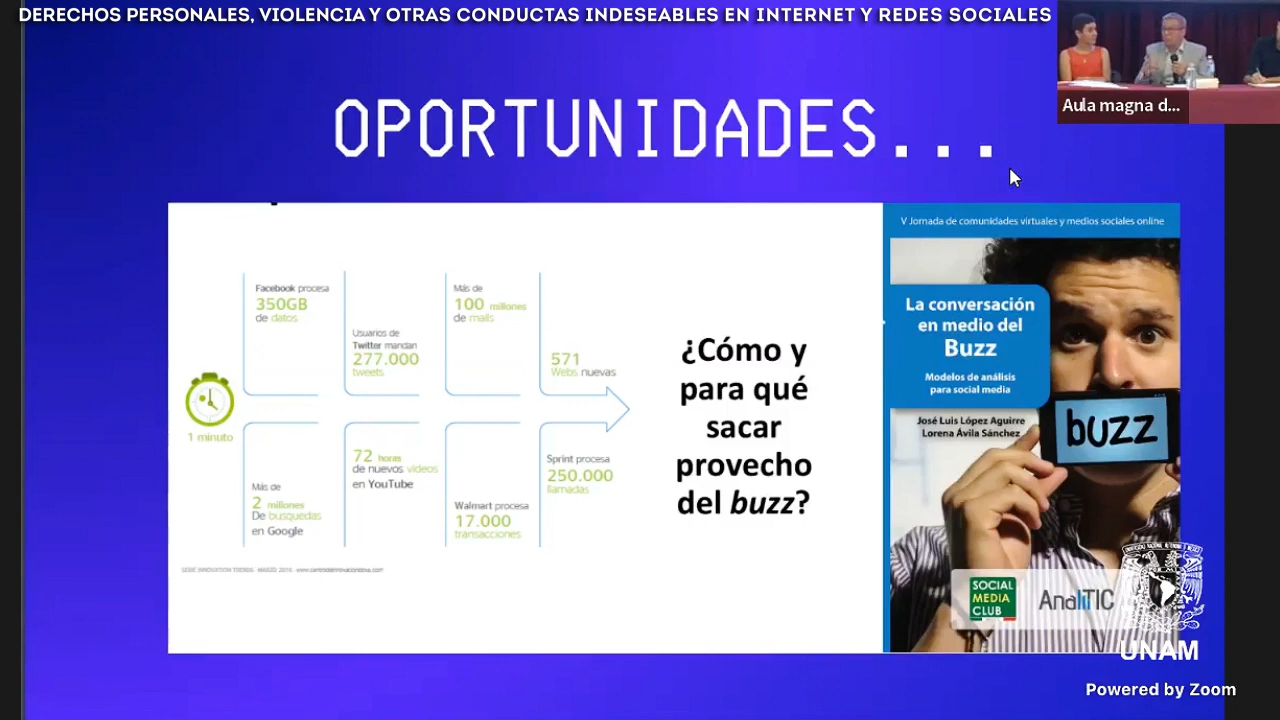 DERECHOS PERSONALES, VIOLENCIA Y OTRAS CONDUCTAS INDESEABLES EN INTERNET Y REDES SOCIALES
Aula magna d...
OPORTUNIDADES...
Facebook procesa
350GB
de datos
Usuarios de
Twitter mandan
277.000
tweets
Más de
100 millones
de mails
571
Webs nuevas
1 minuto
Más de
2 millones
De busquedas
en Google
72 horas
de nuevos videos
en YouTube
Walmart procesa
17.000
transacciones
Sprint procesa
250.000
llamadas
¿Cómo y
para qué
sacar
provecho
del buzz?
V Jornada de comunidades virtuales y medios sociales online
La conversación
en medio del
Buzz
Modelos de análisis
para social media
José Luis López Aguirre
Lorena Ávila Sánchez
buzz
SOCIAL
MEDIA
CLUB
AnaliTIC
UNAM
Powered by Zoom